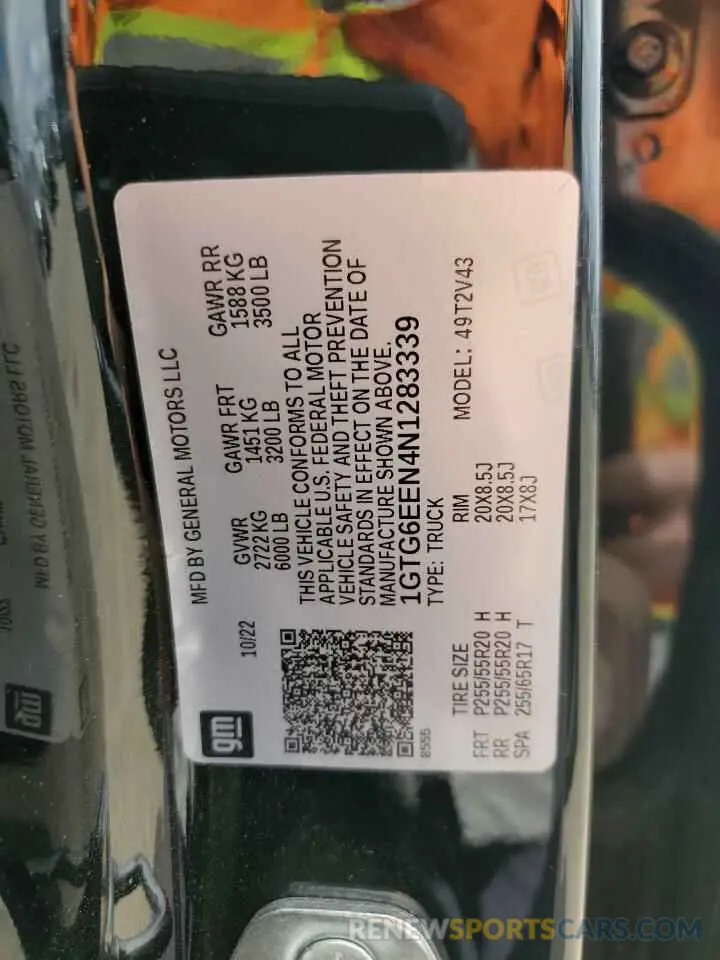 gm
MFD BY GENERAL MOTORS LLC
10/22
GVWR GAWR FRT GAWR RR
2722 KG 1451 KG 1588 KG
6000 LB 3200 LB 3500 LB
THIS VEHICLE CONFORMS TO ALL
APPLICABLE U.S. FEDERAL MOTOR
VEHICLE SAFETY AND THEFT PREVENTION
STANDARDS IN EFFECT ON THE DATE OF
MANUFACTURE SHOWN ABOVE.
1GTG6EEN4N1283339
TYPE: TRUCK MODEL: 49T2V43
8555
TIRE SIZE RIM
FRT P255/55R20 H 20X8.5J
RR P255/55R20 H 20X8.5J
SPA 255/65R17 T 17X8J
RENEWSPORTSCARS.COM